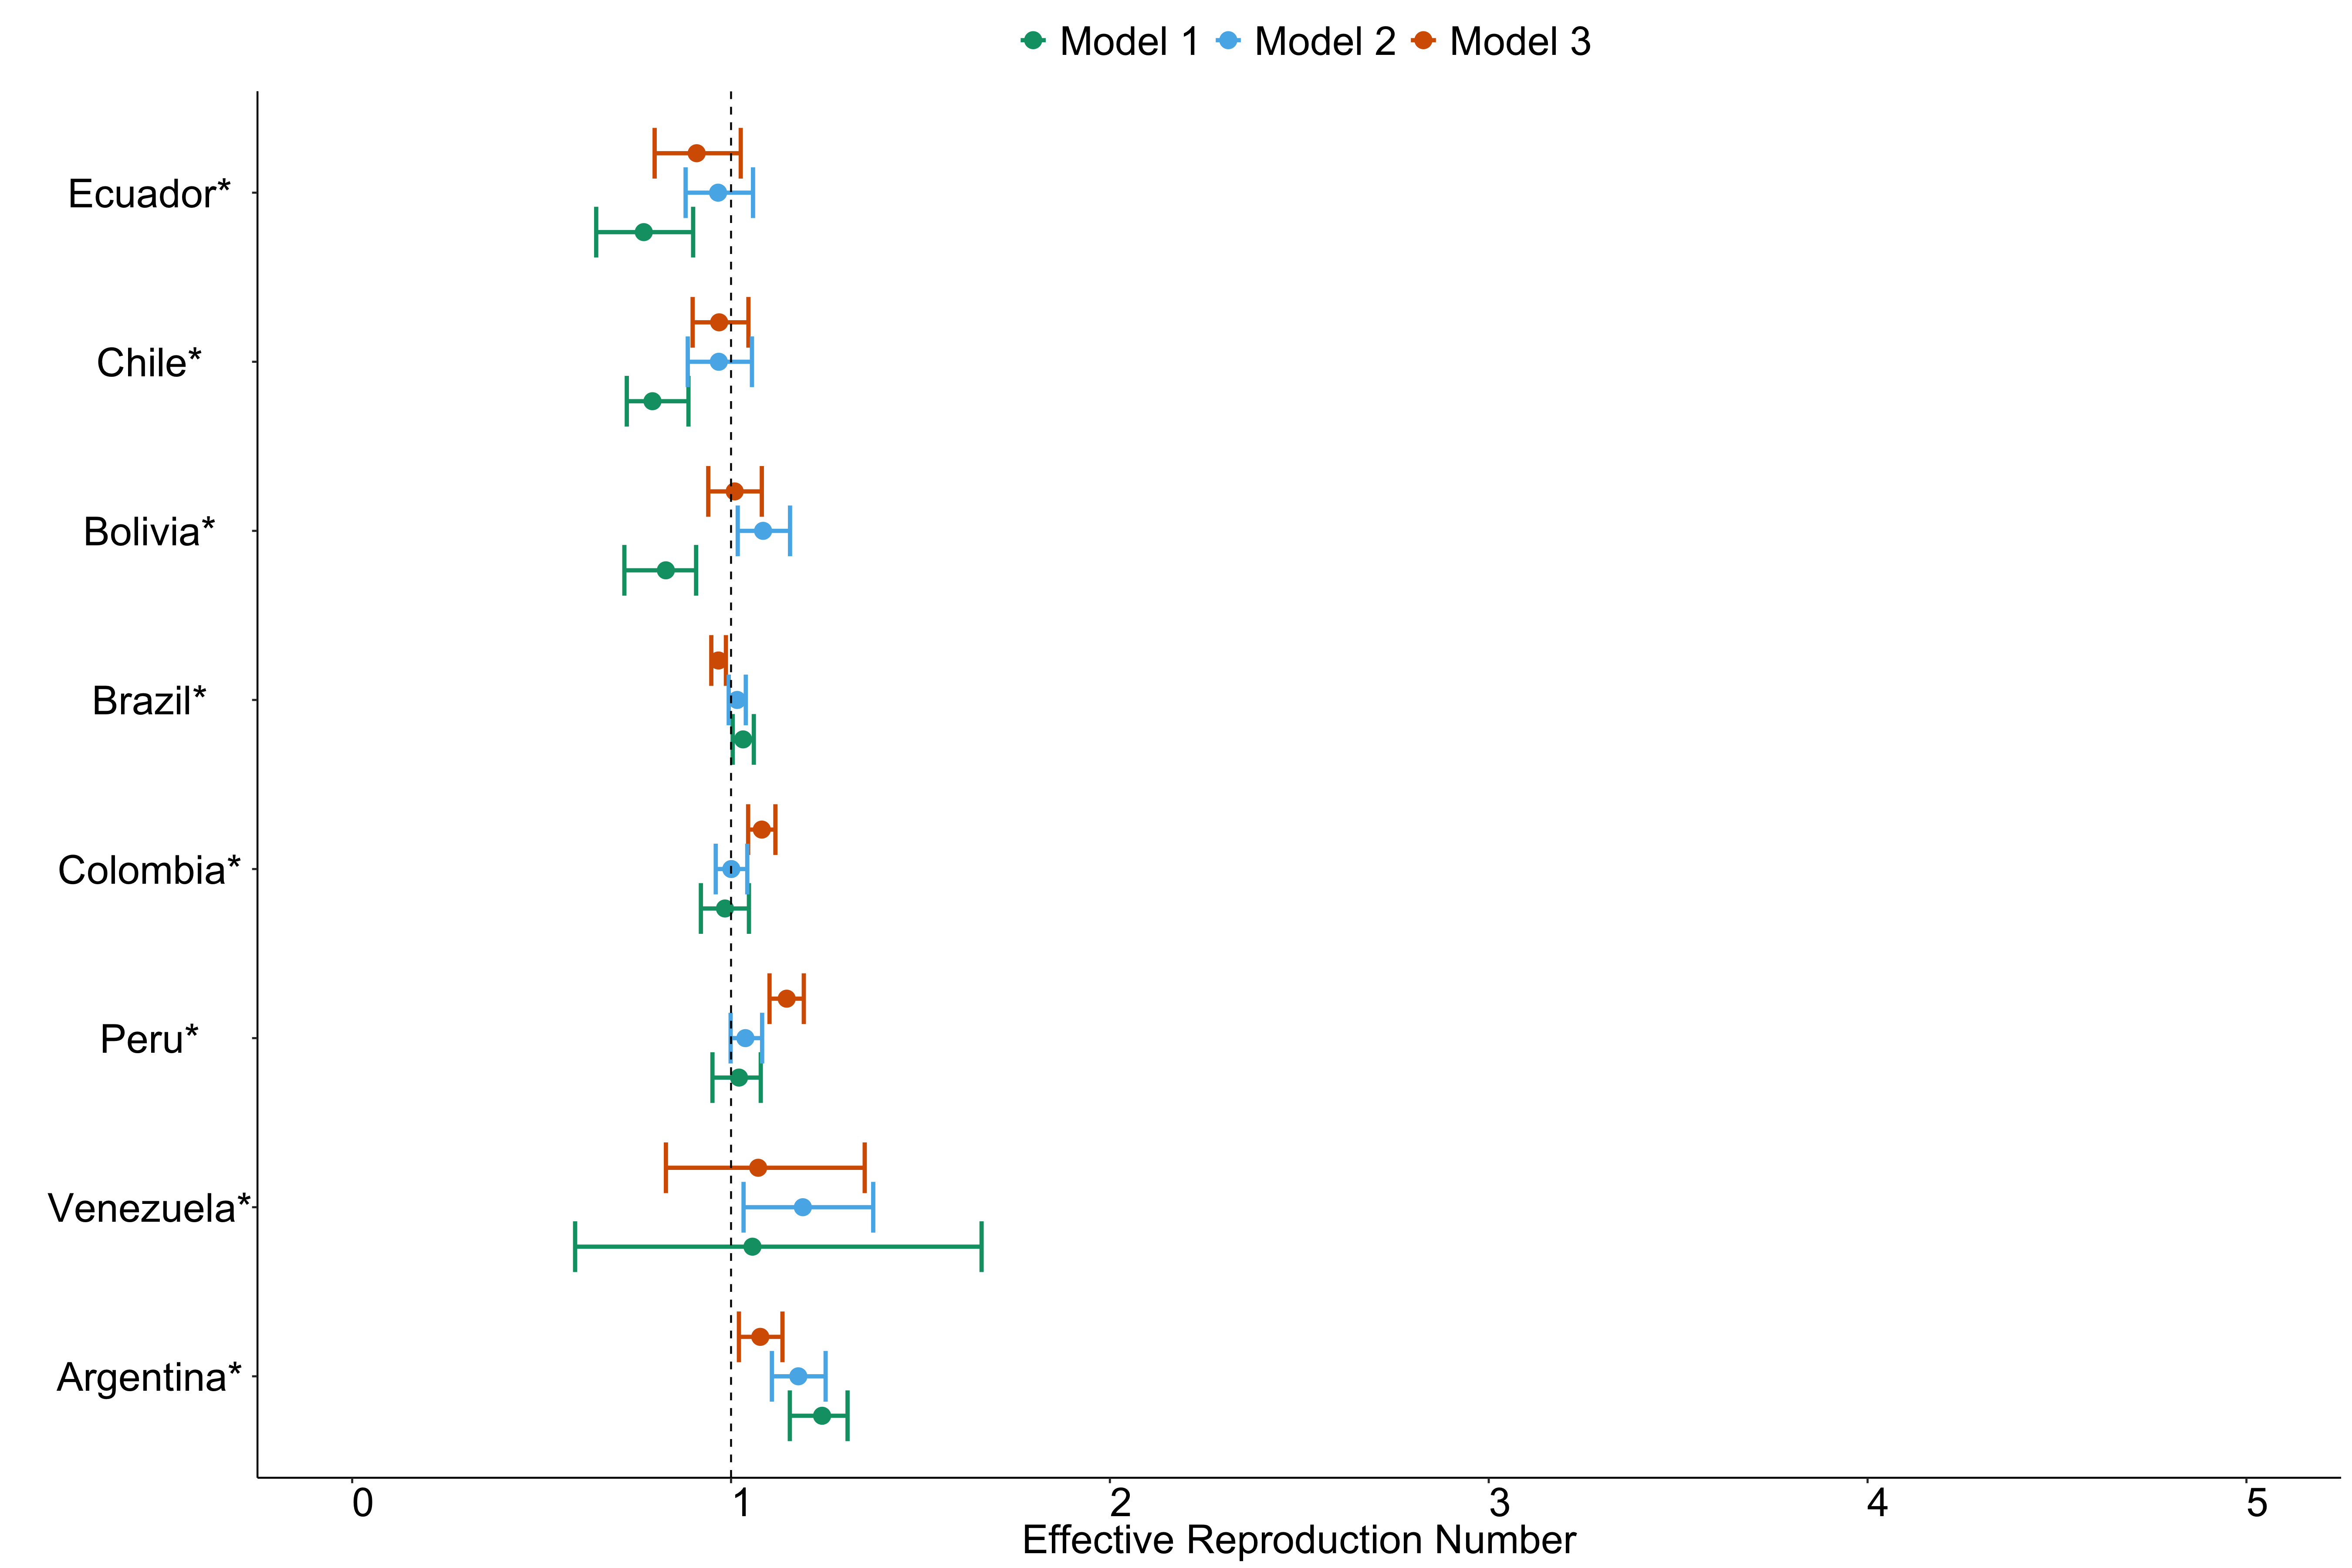 Model 1 Model 2 Model 3
Ecuador*
Chile*
Bolivia*
Brazil*
Colombia*
Peru*
Venezuela*
Argentina*
0 1 2 3 4 5
Effective Reproduction Number